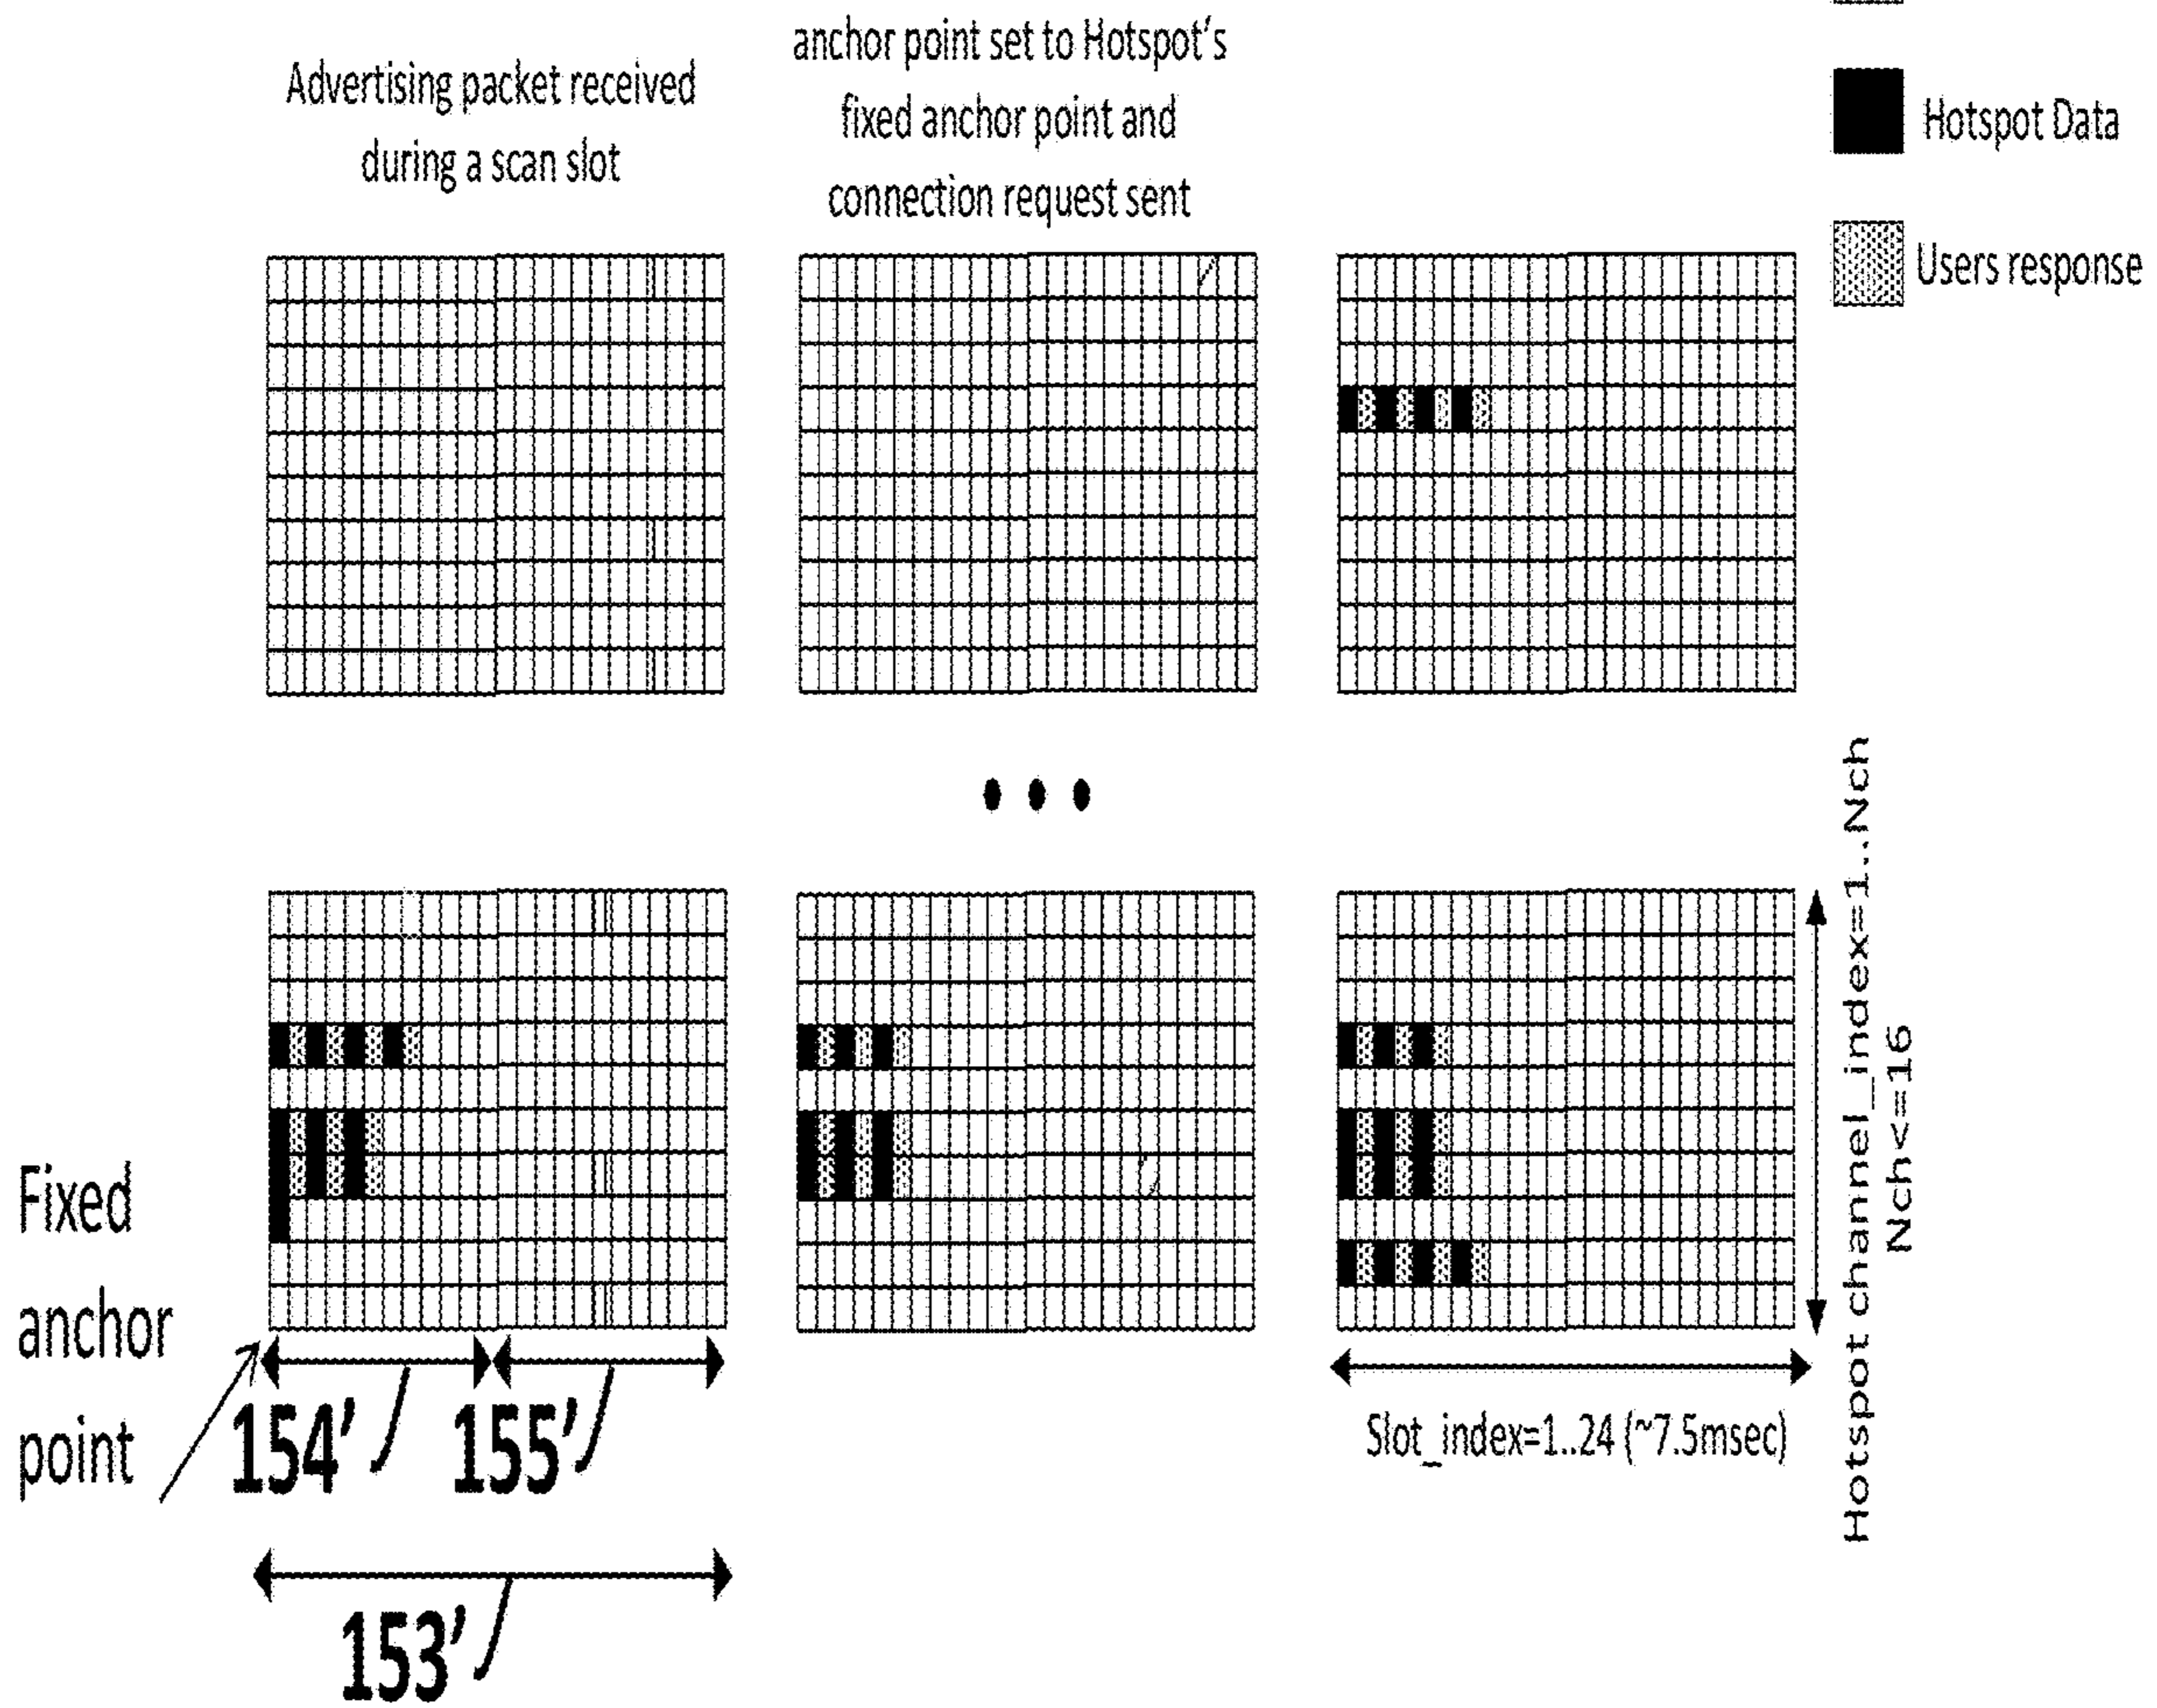 Advertising packet received
during a scan slot
anchor point set to Hotspot's
fixed anchor point and
connection request sent
Hotspot Data
Users response
Hotspot channel_index=1..Nch
Nch<=16
Fixed
anchor
point
154'
155'
153'
Slot_index=1..24 (~7.5msec)